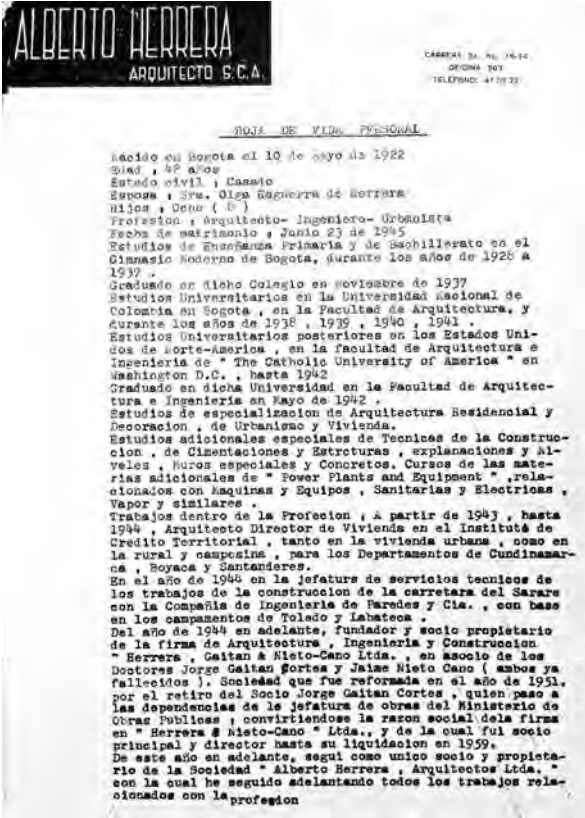 ALBERTO HERRERA
ARQUITECTO S.C.A.
OFICINA 503
HOJA DE VIDA PERSONAL
Nacido en Bogota el 10 de mayo de 1922
Edad , 48 años
Estado civil ; Casado
Esposa ; Sra. Olga de Herrera
Hijos ; Ocho ( 8 )
Profesion ; Arquitecto- Ingeniero- Urbanista
Fecha de matrimonio , Junio 23 de 1945
Estudios de Enseñanza Primaria y de Bachillerato en el
Gimnasio Moderno de Bogota, durante los años de 1928 a
1937 .
Graduado en dicho Colegio en noviembre de 1937
Estudios Universitarios en la Universidad Nacional de
Colombia en Bogota , en la Facultad de Arquitectura, y
durante los años de 1938 , 1939 , 1940 , 1941 .
Estudios Universitarios posteriores en los Estados Uni-
dos de Norte-America , en la facultad de Arquitectura e
Ingenieria de " The Catholic University of America " en
Washington D.C. , hasta 1942
Graduado en dicha Universidad en la Facultad de Arquitec-
tura e Ingenieria en Mayo de 1942 .
Estudios de especializacion de Arquitectura Residencial y
Decoracion , de Urbanismo y Vivienda.
Estudios adicionales especiales de Tecnicas de la Construc-
cion , de Cimentaciones y Estrcturas , explanaciones y Ni-
veles , Muros especiales y Concretos. Cursos de las mate-
rias adicionales de " Power Plants and Equipment " ,rela-
cionados con Maquinas y Equipos , Sanitarias y Electricas ,
Vapor y similares .
Trabajos dentro de la Profecion , A partir de 1943 , hasta
1944 , Arquitecto Director de Vivienda en el Institutó de
Credito Territorial , tanto en la vivienda urbana , como en
la rural y campesina , para los Departamentos de Cundinamar-
ca , Boyaca y Santanderes.
En el año de 1944 en la jefatura de servicios tecnicos de
los trabajos de la construccion de la carretara del Sarare
con la Compañia de Ingenieria de Paredes y Cia. , con base
en los campamentos de Toledo y Labateca .
Del año de 1944 en adelante, fundador y socio propietario
de la firma de Arquitectura , Ingenieria y Construccion
" Herrera , Gaitan & Nieto-Cano Ltda. , en asocio de los
Doctores Jorge Gaitan Cortes y Jaime Nieto Cano ( ambos ya
fallecidos ). Sociedad que fue reformada en el año de 1951,
por el retiro del Socio Jorge Gaitan Cortes , quien paso a
las dependencias de de la jefatura de obras del Ministerio de
Obras Publicas ; convirtiendose la razon social dela firma
en " Herrera & Nieto-Cano " Ltda., y de la cual fui socio
principal y director hasta su liquidacion en 1959.
De este año en adelante, segui como unico socio y propieta-
rio de la Sociedad " Alberto Herrera , Arquitectos Ltda. "
con la cual he seguido adelantando todos los trabajos rela-
cionados con la profesion